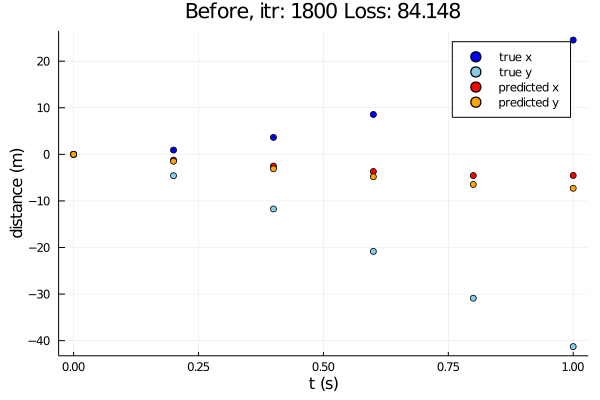 Before, itr: 1800 Loss: 84.148
true x
true y
predicted x
predicted y
20
10
0
−10
−20
−30
−40
distance (m)
0.00
0.25
0.50
0.75
1.00
t (s)